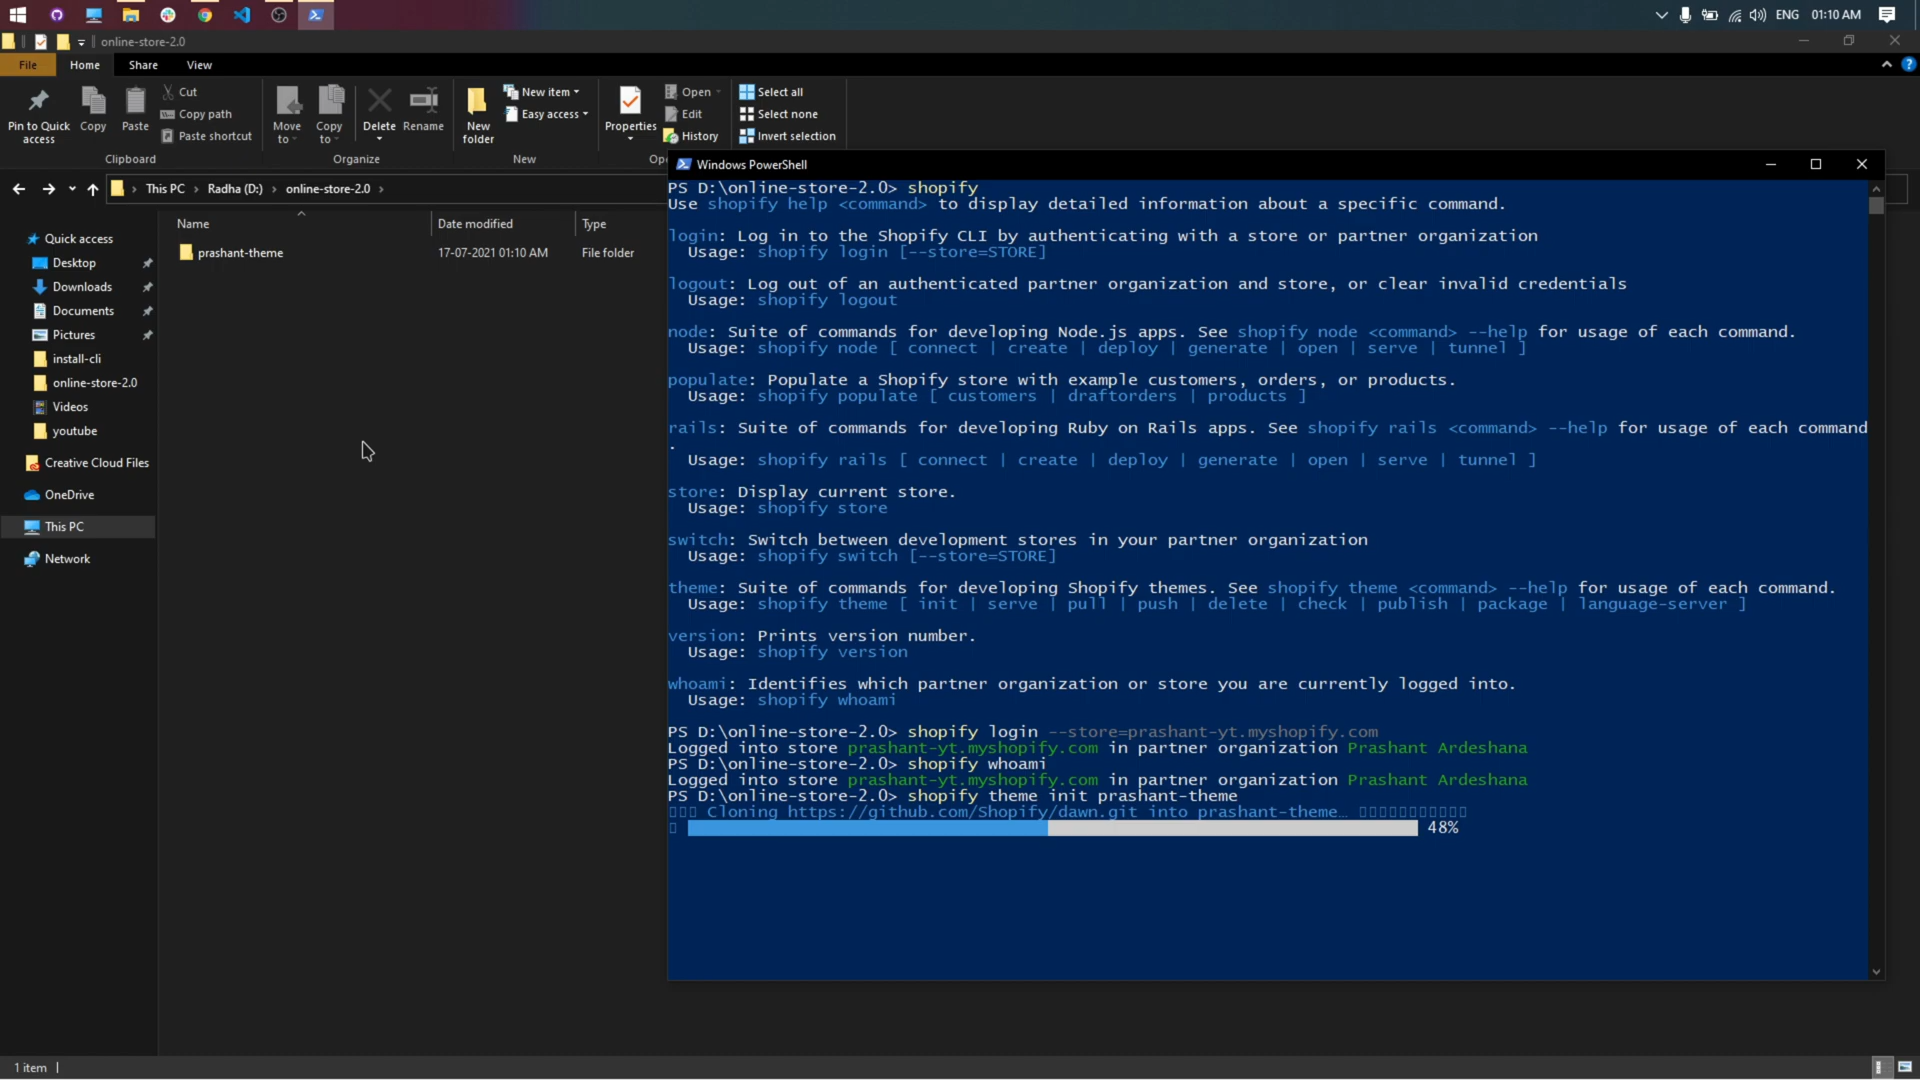 ENG 01:10 AM
online-store-2.0
File Home Share View
Pin to Quick access
Copy
Paste
Cut
Copy path
Paste shortcut
Clipboard
Move to
Copy to
Delete
Rename
Organize
New folder
New item
Easy access
New
Properties
Open
Edit
History
Select all
Select none
Invert selection
This PC Radha (D:) online-store-2.0
Name Date modified Type
prashant-theme 17-07-2021 01:10 AM File folder
Quick access
Desktop
Downloads
Documents
Pictures
install-cli
online-store-2.0
Videos
youtube
Creative Cloud Files
OneDrive
This PC
Network
1 item
Windows PowerShell
PS D:\online-store-2.0> shopify
Use shopify help <command> to display detailed information about a specific command.
login: Log in to the Shopify CLI by authenticating with a store or partner organization
Usage: shopify login [--store=STORE]
logout: Log out of an authenticated partner organization and store, or clear invalid credentials
Usage: shopify logout
node: Suite of commands for developing Node.js apps. See shopify node <command> --help for usage of each command.
Usage: shopify node [ connect | create | deploy | generate | open | serve | tunnel ]
populate: Populate a Shopify store with example customers, orders, or products.
Usage: shopify populate [ customers | draftorders | products ]
rails: Suite of commands for developing Ruby on Rails apps. See shopify rails <command> --help for usage of each command
.
Usage: shopify rails [ connect | create | deploy | generate | open | serve | tunnel ]
store: Display current store.
Usage: shopify store
switch: Switch between development stores in your partner organization
Usage: shopify switch [--store=STORE]
theme: Suite of commands for developing Shopify themes. See shopify theme <command> --help for usage of each command.
Usage: shopify theme [ init | serve | pull | push | delete | check | publish | package | language-server ]
version: Prints version number.
Usage: shopify version
whoami: Identifies which partner organization or store you are currently logged into.
Usage: shopify whoami
PS D:\online-store-2.0> shopify login --store=prashant-yt.myshopify.com
Logged into store prashant-yt.myshopify.com in partner organization Prashant Ardeshana
PS D:\online-store-2.0> shopify whoami
Logged into store prashant-yt.myshopify.com in partner organization Prashant Ardeshana
PS D:\online-store-2.0> shopify theme init prashant-theme
Cloning https://github.com/Shopify/dawn.git into prashant-theme…
48%